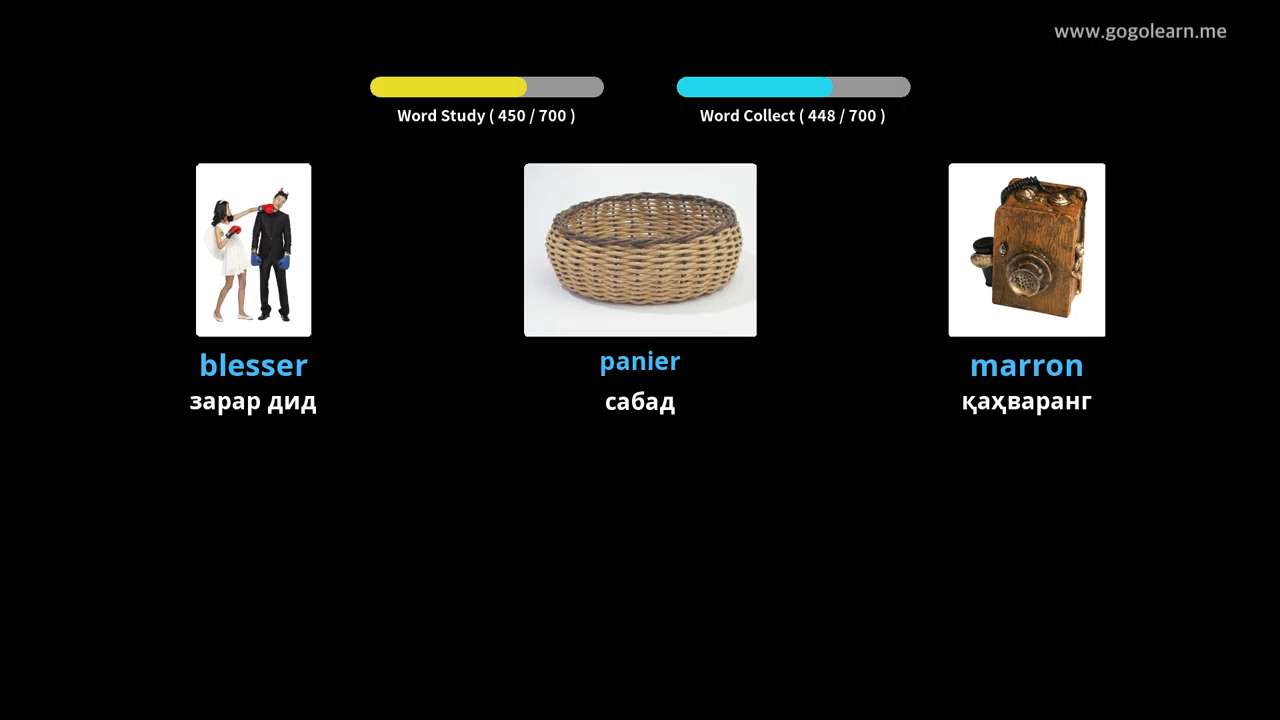 www.gogolearn.me
Word Study ( 450 / 700 )
Word Collect ( 448 / 700 )
blesser
зарар дид
panier
сабад
marron
қаҳваранг